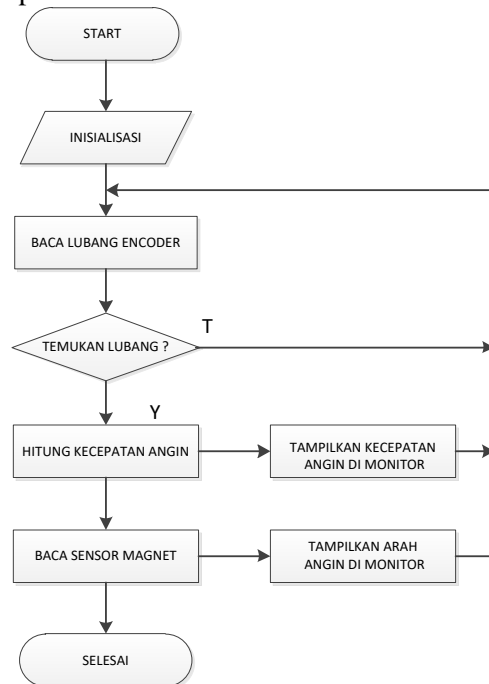 START
INISIALISASI
BACA LUBANG ENCODER
TEMUKAN LUBANG ?
T
Y
HITUNG KECEPATAN ANGIN
TAMPILKAN KECEPATAN
ANGIN DI MONITOR
BACA SENSOR MAGNET
TAMPILKAN ARAH
ANGIN DI MONITOR
SELESAI